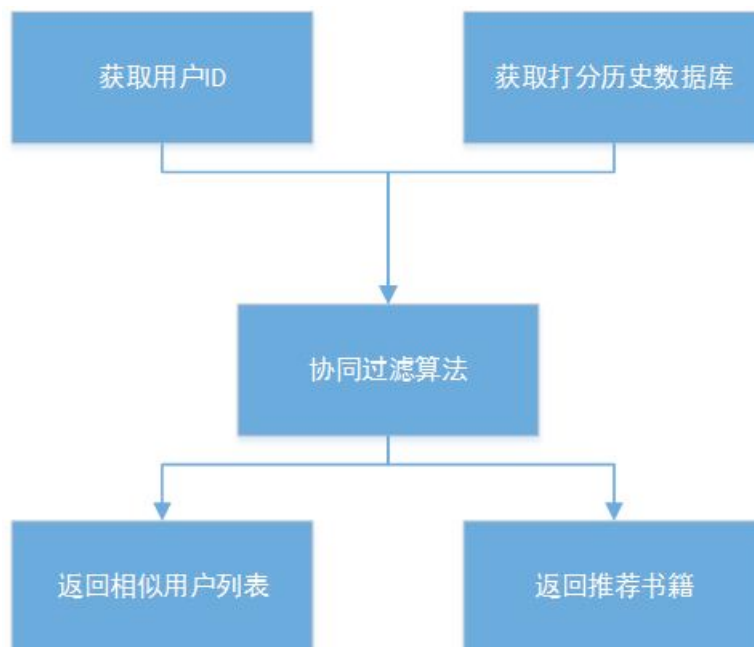 获取用户ID
获取打分历史数据库
协同过滤算法
返回相似用户列表
返回推荐书籍